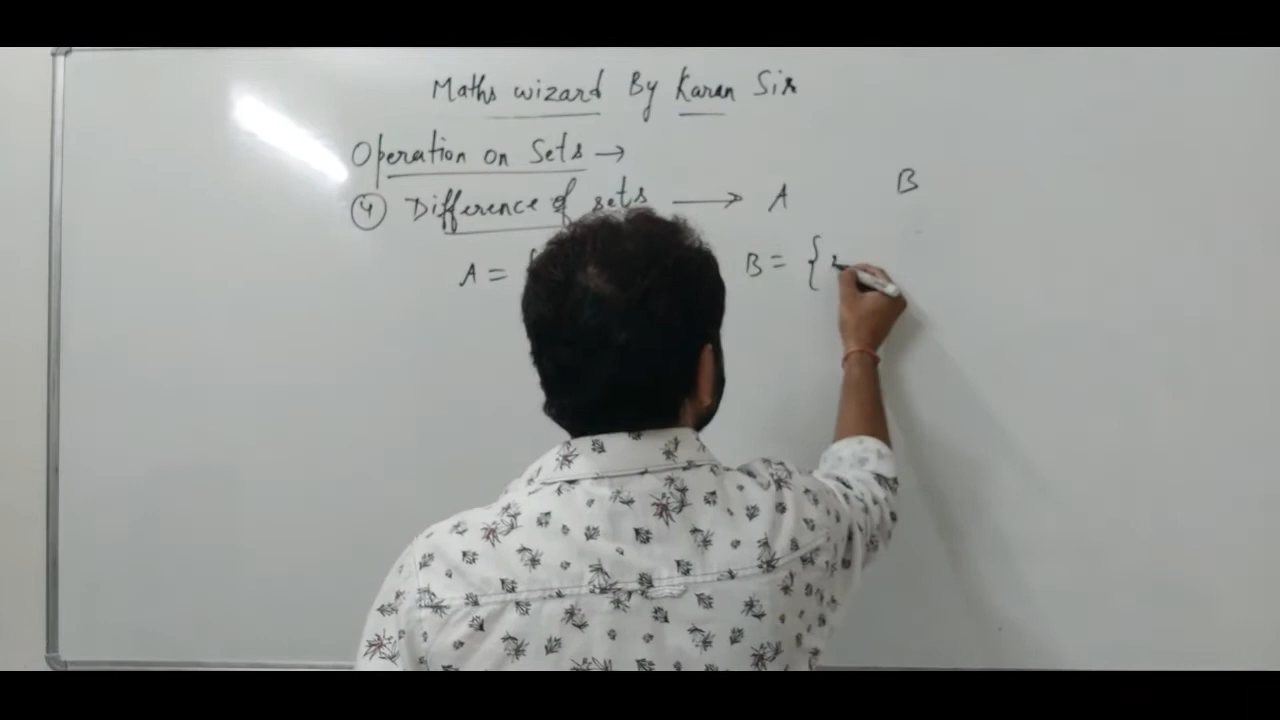 Maths wizard By Karan Sir
Operation on Sets →
④ Difference of sets → A B
A = { B = {